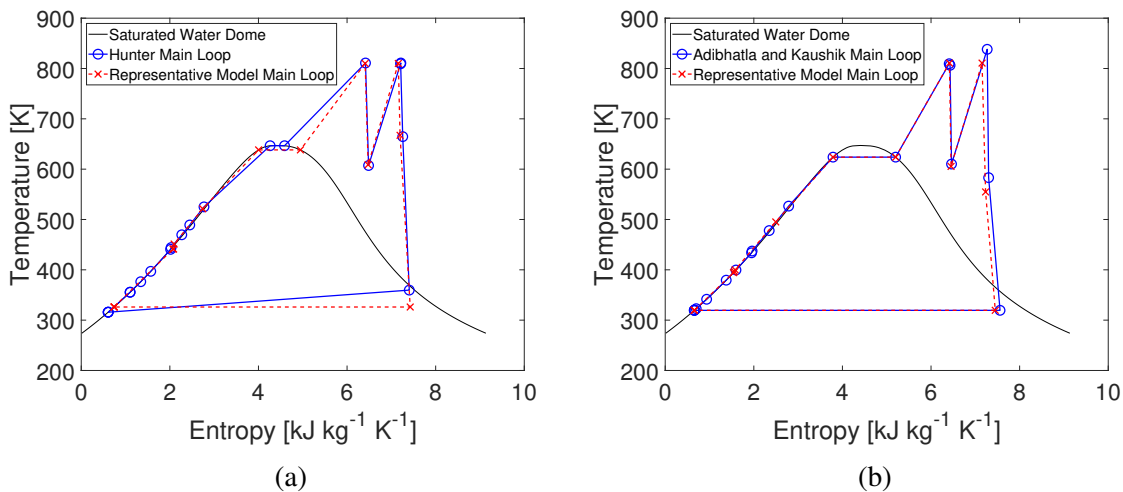 900
800
700
600
500
400
300
200
Temperature [K]
0
2
4
6
8
10
Entropy [kJ kg⁻¹ K⁻¹]
Saturated Water Dome
Hunter Main Loop
Representative Model Main Loop
(a)
900
800
700
600
500
400
300
200
Temperature [K]
0
2
4
6
8
10
Entropy [kJ kg⁻¹ K⁻¹]
Saturated Water Dome
Adibhatla and Kaushik Main Loop
Representative Model Main Loop
(b)